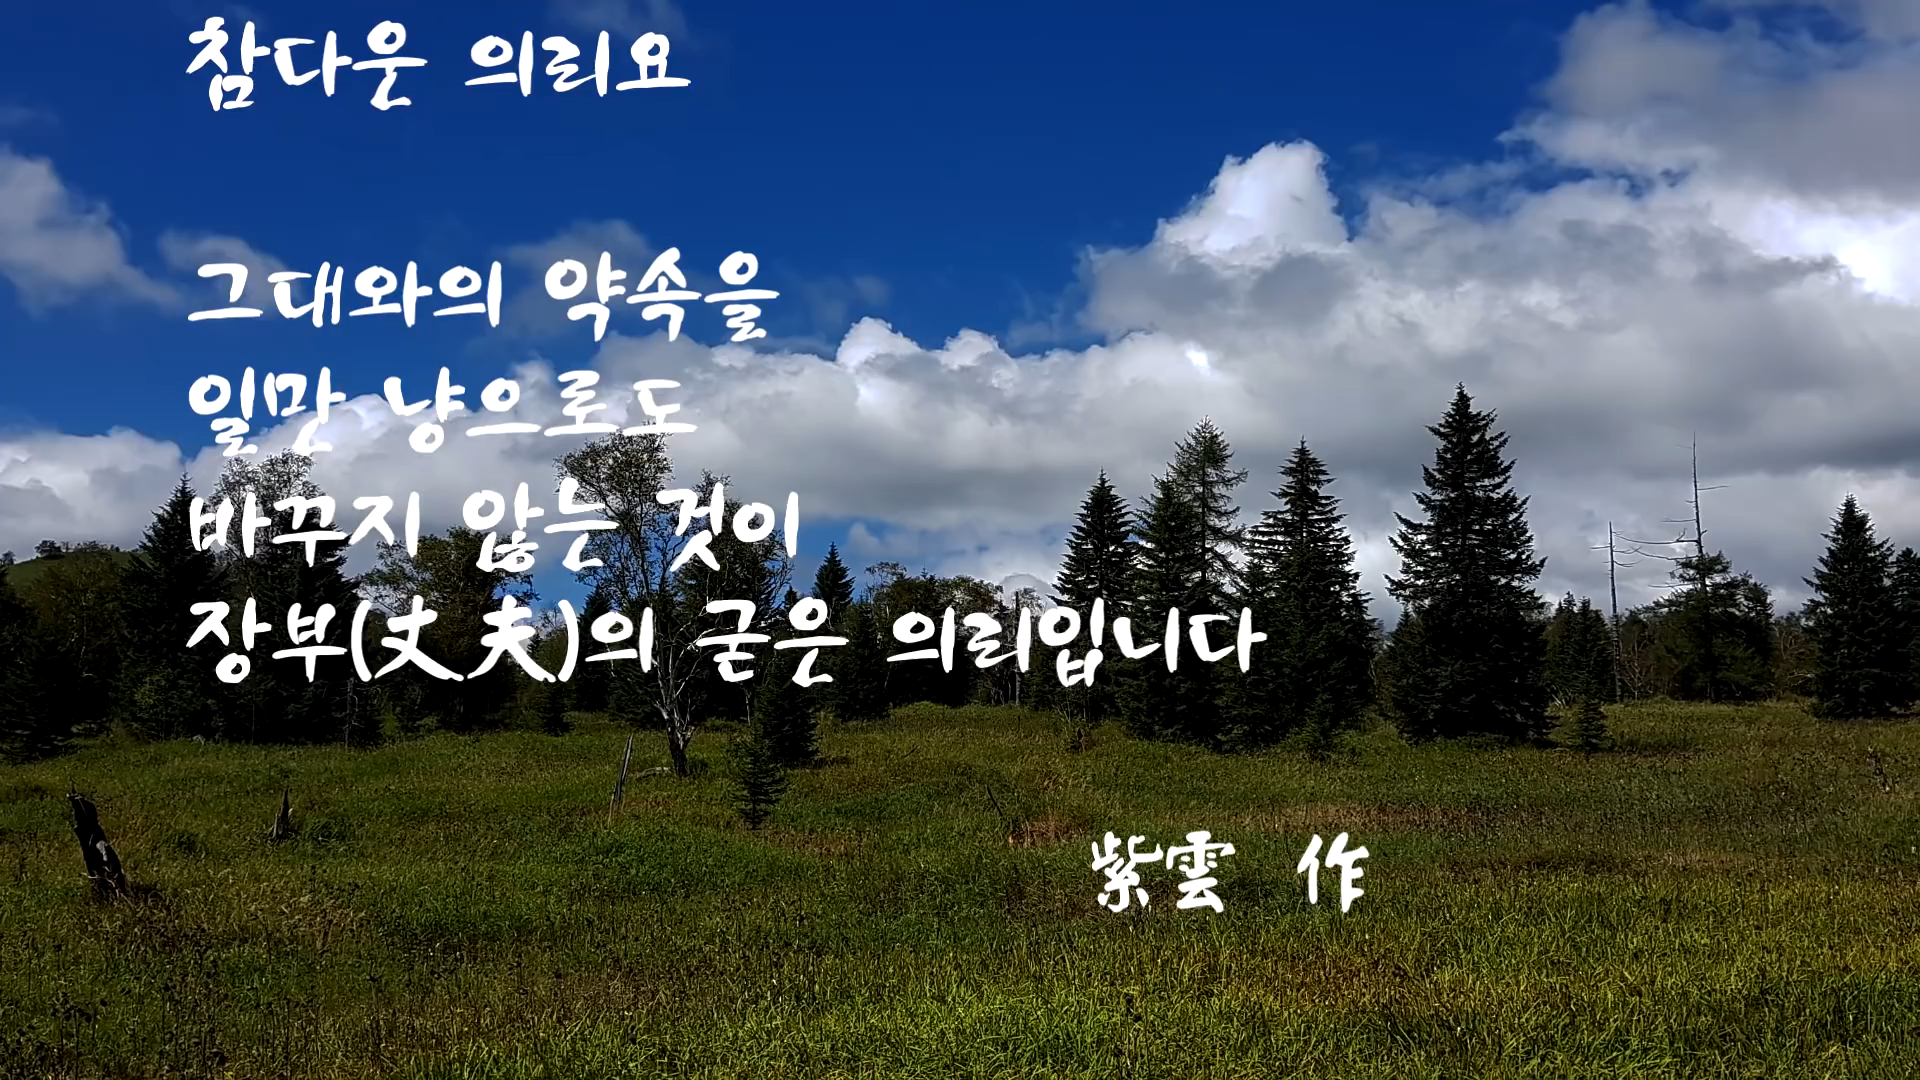 참다운 의리요
그대와의 약속을
일만 냥으로도
바꾸지 않는 것이
장부(丈夫)의 굳은 의리입니다
紫雲 作